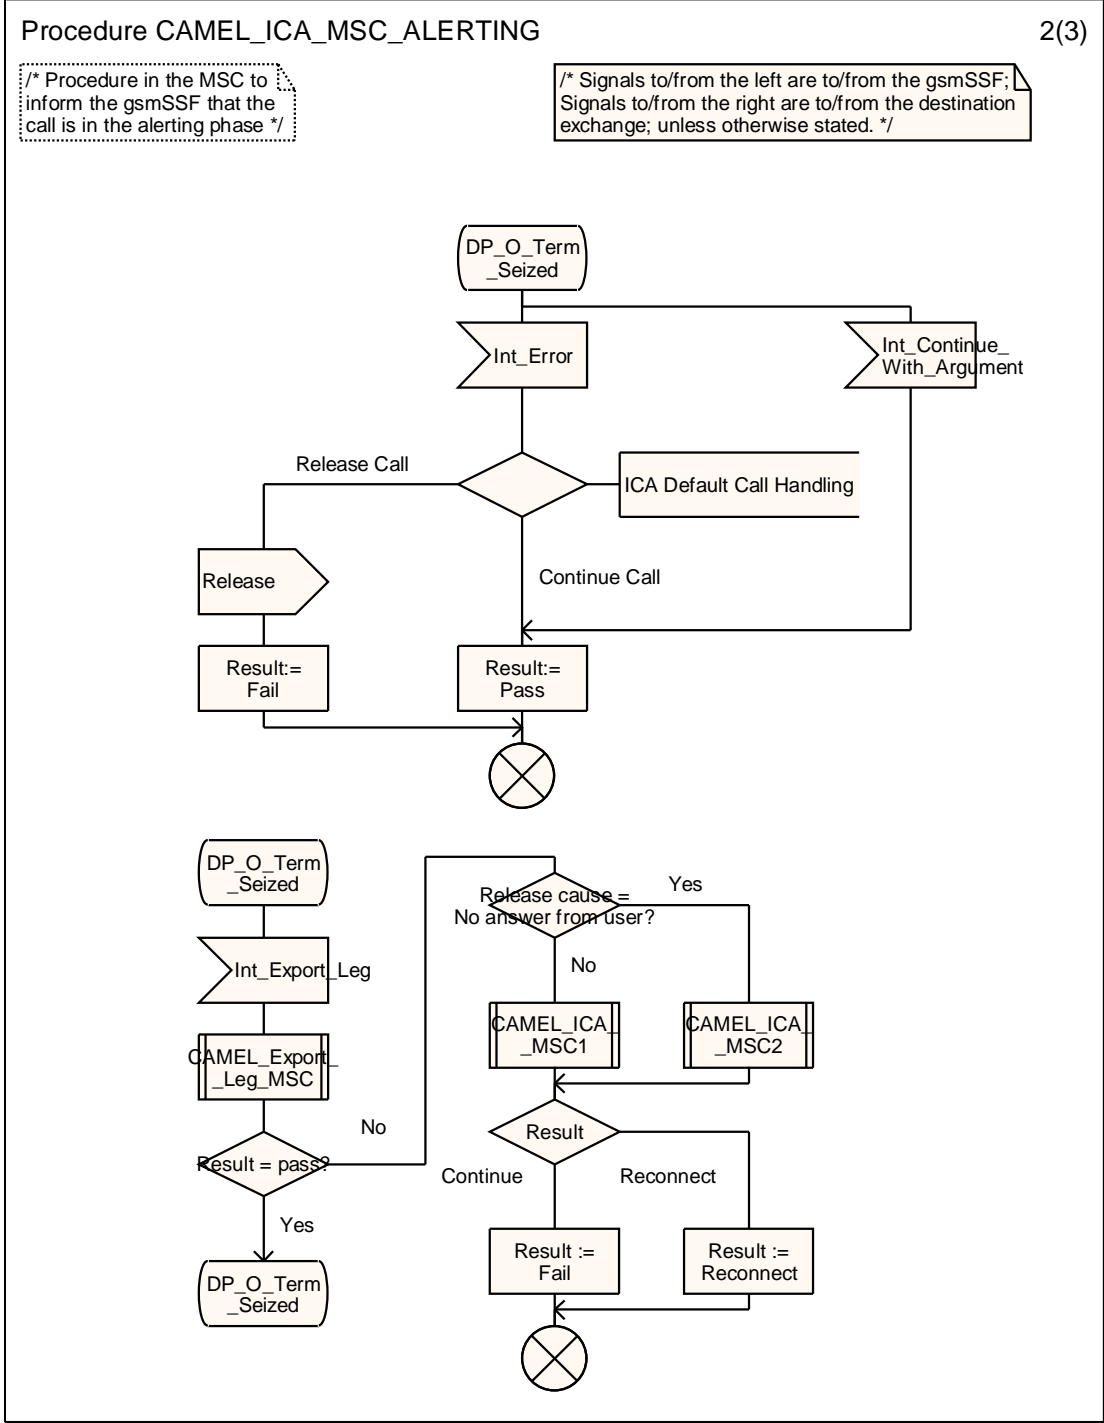 Procedure CAMEL_ICA_MSC_ALERTING
2(3)
/* Procedure in the MSC to
inform the gsmSSF that the
call is in the alerting phase */
/* Signals to/from the left are to/from the gsmSSF;
Signals to/from the right are to/from the destination
exchange; unless otherwise stated. */
DP_O_Term
_Seized
Int_Error
Int_Continue_
With_Argument
Release Call
ICA Default Call Handling
Release
Continue Call
Result:=
Fail
Result:=
Pass
DP_O_Term
_Seized
Int_Export_Leg
CAMEL_Export_
_Leg_MSC
Result = pass?
No
Yes
DP_O_Term
_Seized
Release cause =
No answer from user?
Yes
No
CAMEL_ICA_
_MSC1
CAMEL_ICA_
_MSC2
Result
Continue
Reconnect
Result :=
Fail
Result :=
Reconnect